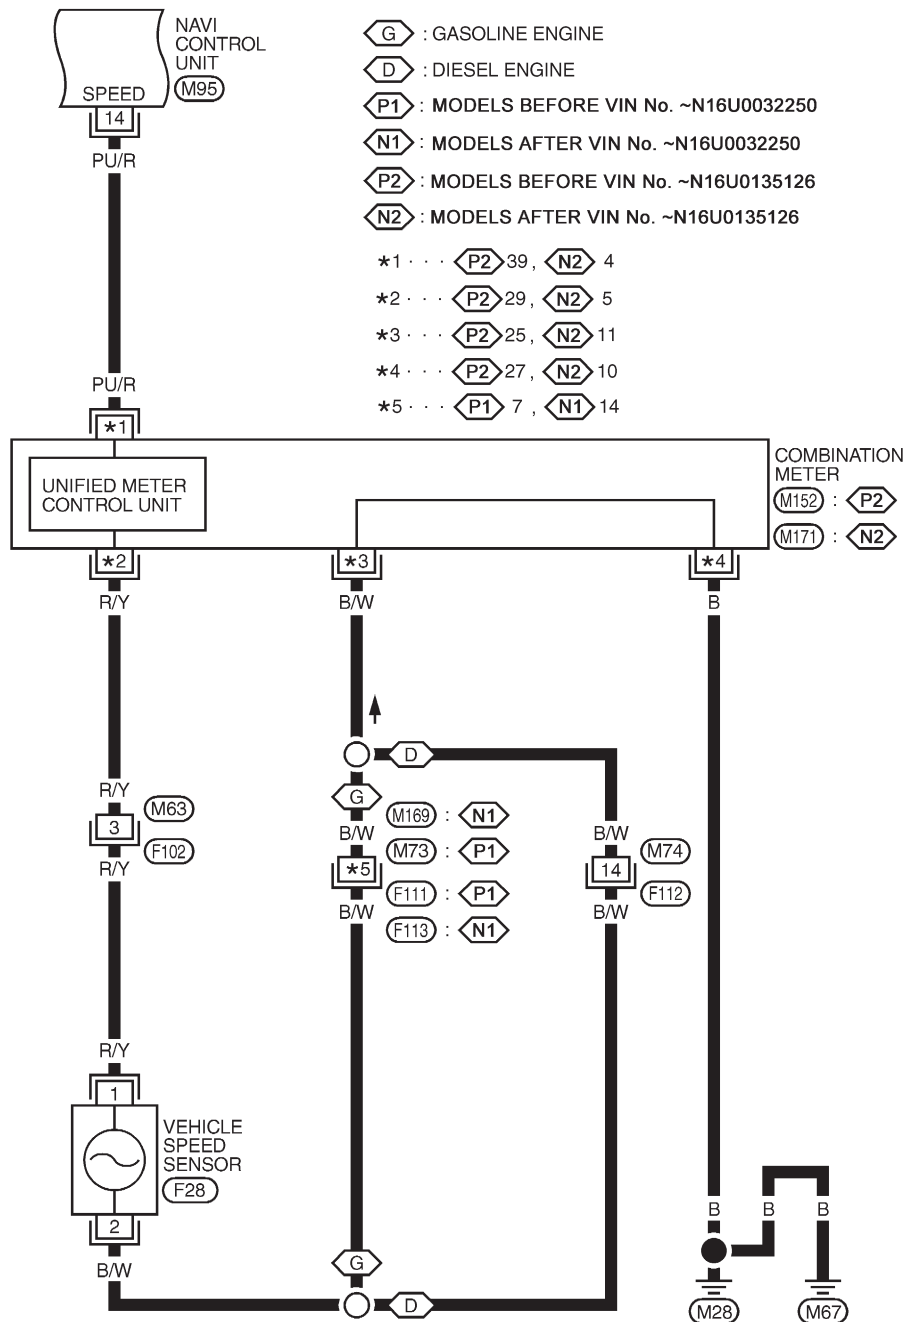 NAVI
CONTROL
UNIT
M95
SPEED
14
PU/R
G : GASOLINE ENGINE
D : DIESEL ENGINE
P1 : MODELS BEFORE VIN No. ~N16U0032250
N1 : MODELS AFTER VIN No. ~N16U0032250
P2 : MODELS BEFORE VIN No. ~N16U0135126
N2 : MODELS AFTER VIN No. ~N16U0135126
*1 · · · P2 39, N2 4
*2 · · · P2 29, N2 5
*3 · · · P2 25, N2 11
*4 · · · P2 27, N2 10
*5 · · · P1 7, N1 14
PU/R
*1
UNIFIED METER
CONTROL UNIT
COMBINATION
METER
M152 : P2
M171 : N2
*2 *3 *4
R/Y B/W B
D
G
R/Y
M63
3
F102
R/Y
M169 : N1
B/W
M73 : P1
*5
F111 : P1
B/W
F113 : N1
B/W
M74
14
F112
B/W
R/Y
1
VEHICLE
SPEED
SENSOR
F28
2
B/W
G
D
B B B
M28 M67